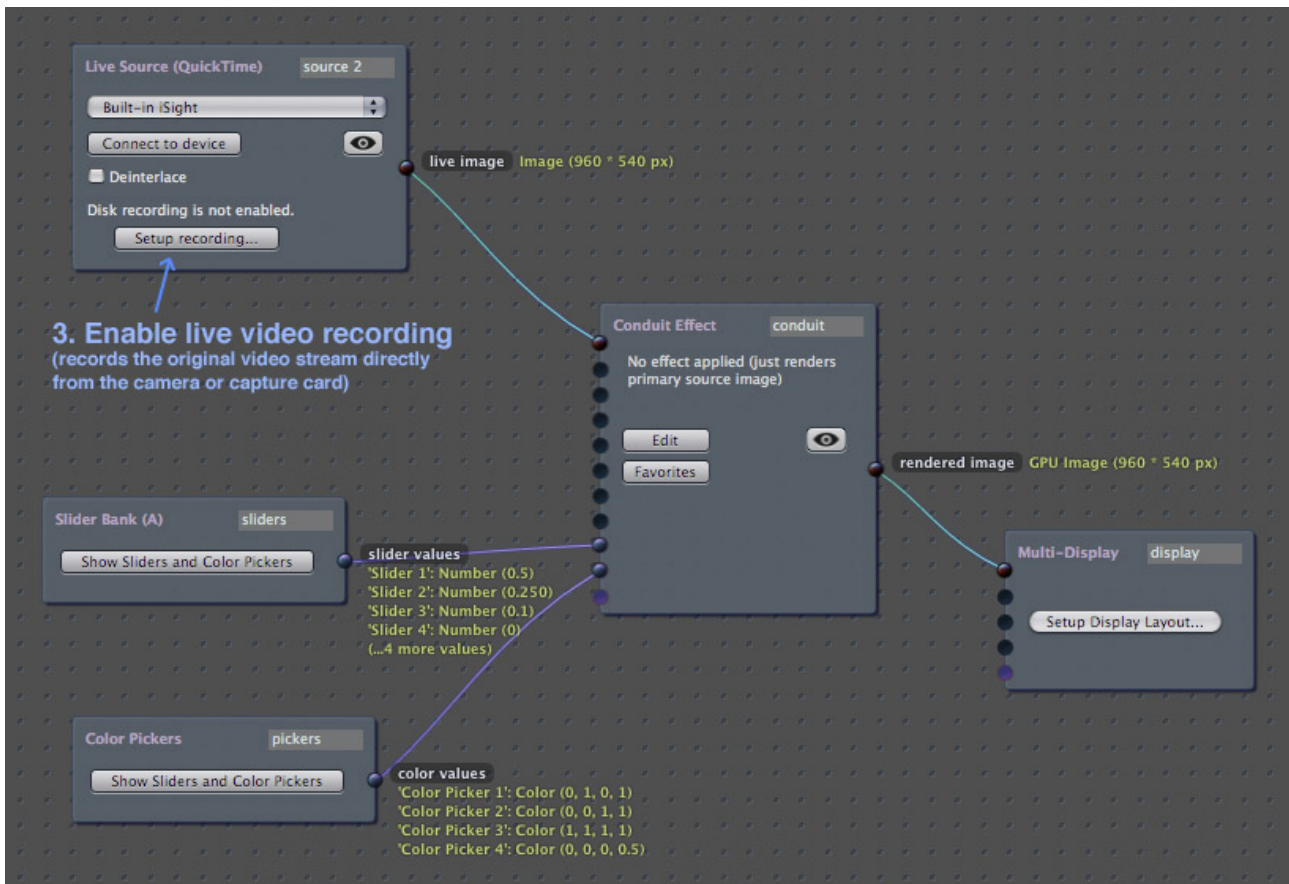 Live Source (QuickTime) source 2
Built-in iSight
Connect to device
Deinterlace
Disk recording is not enabled.
Setup recording...
live image Image (960 * 540 px)
3. Enable live video recording
(records the original video stream directly
from the camera or capture card)
Conduit Effect conduit
No effect applied (just renders
primary source image)
Edit
Favorites
rendered image GPU Image (960 * 540 px)
Slider Bank (A) sliders
Show Sliders and Color Pickers
slider values
'Slider 1': Number (0.5)
'Slider 2': Number (0.250)
'Slider 3': Number (0.1)
'Slider 4': Number (0)
(...4 more values)
Multi-Display display
Setup Display Layout...
Color Pickers pickers
Show Sliders and Color Pickers
color values
'Color Picker 1': Color (0, 1, 0, 1)
'Color Picker 2': Color (0, 0, 1, 1)
'Color Picker 3': Color (1, 1, 1, 1)
'Color Picker 4': Color (0, 0, 0, 0.5)